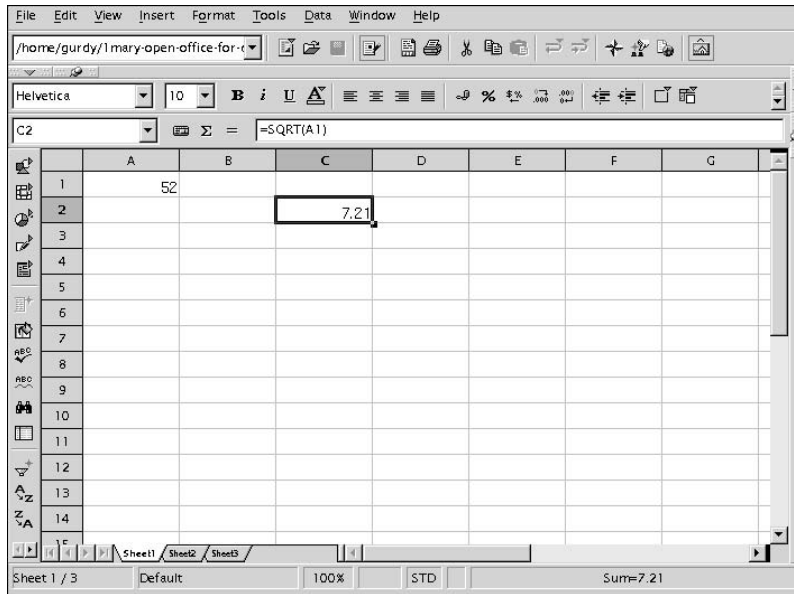 File Edit View Insert Format Tools Data Window Help
/home/gurdy/1mary-open-office-for-
Helvetica 10 B i U A
C2 Σ = =SQRT(A1)
A B C D E F G
1 52
2 7.21
3
4
5
6
7
8
9
10
11
12
13
14
15
Sheet1 Sheet2 Sheet3
Sheet 1 / 3 Default 100% STD Sum=7.21